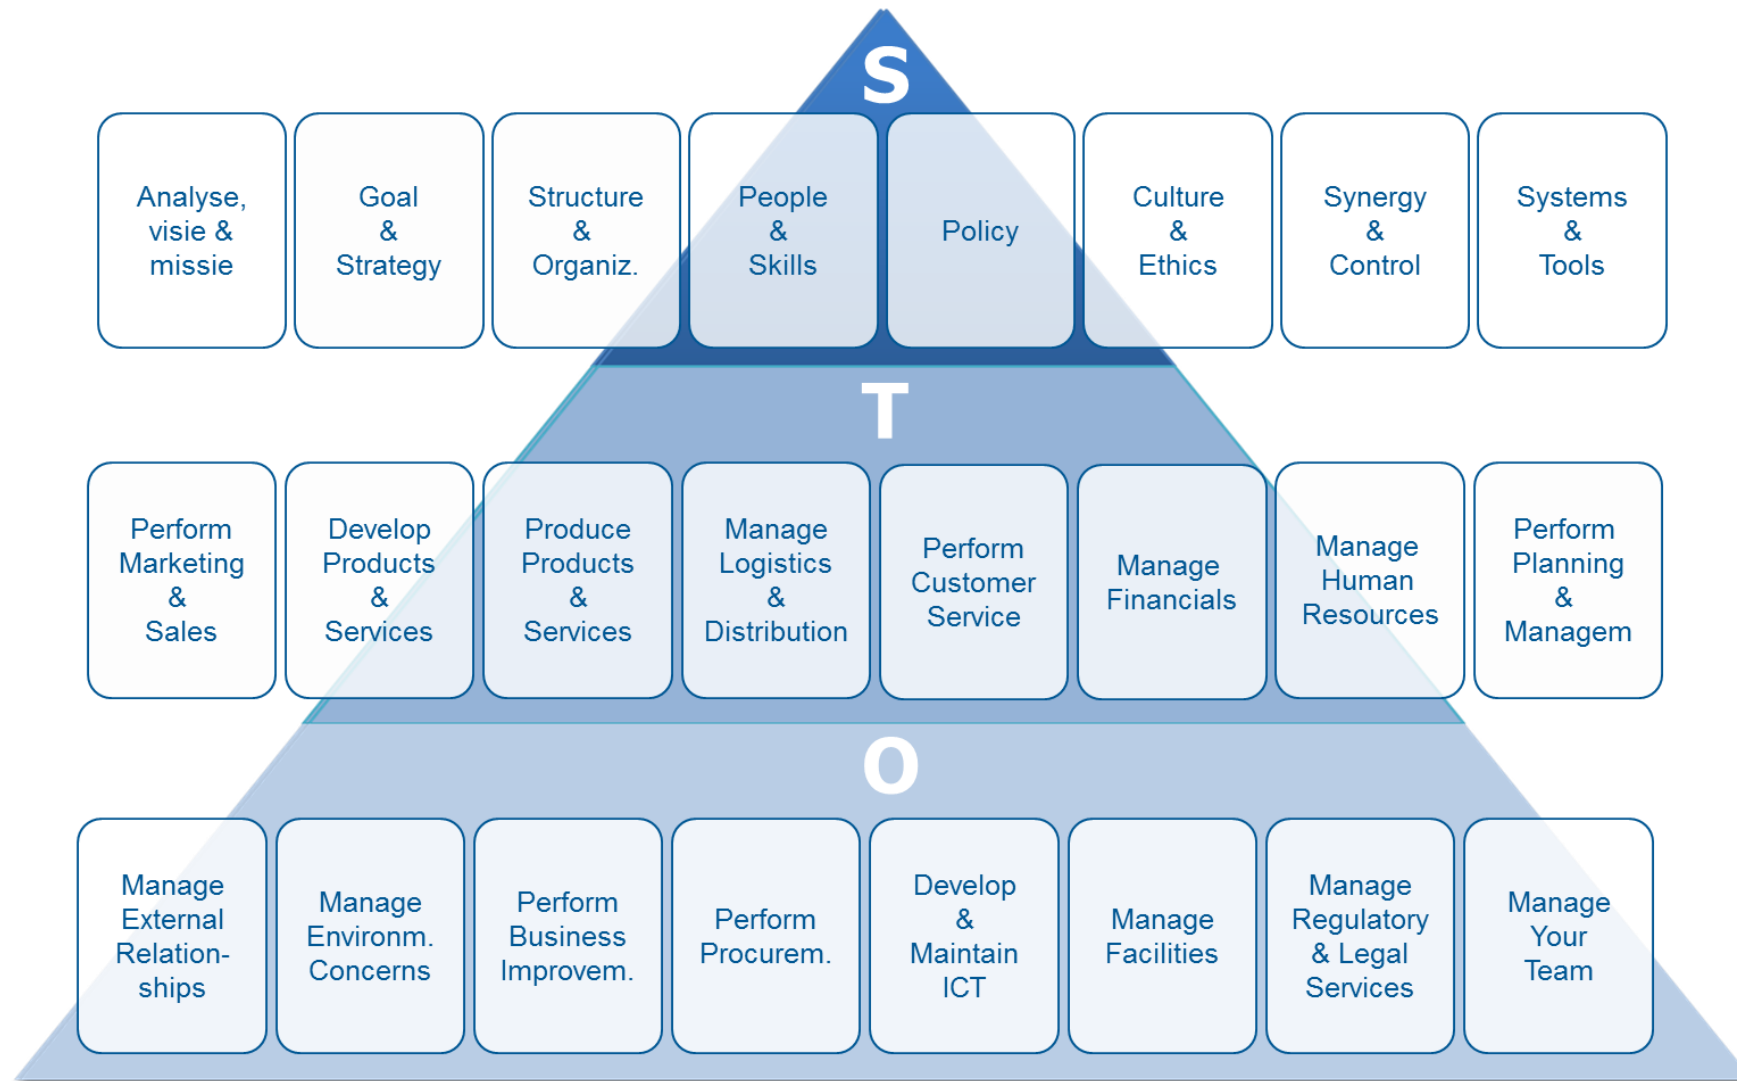 S
Analyse,
visie &
missie
Goal
&
Strategy
Structure
&
Organiz.
People
&
Skills
Policy
Culture
&
Ethics
Synergy
&
Control
Systems
&
Tools
T
Perform
Marketing
&
Sales
Develop
Products
&
Services
Produce
Products
&
Services
Manage
Logistics
&
Distribution
Perform
Customer
Service
Manage
Financials
Manage
Human
Resources
Perform
Planning
&
Managem
O
Manage
External
Relation-
ships
Manage
Environm.
Concerns
Perform
Business
Improvem.
Perform
Procurem.
Develop
&
Maintain
ICT
Manage
Facilities
Manage
Regulatory
& Legal
Services
Manage
Your
Team